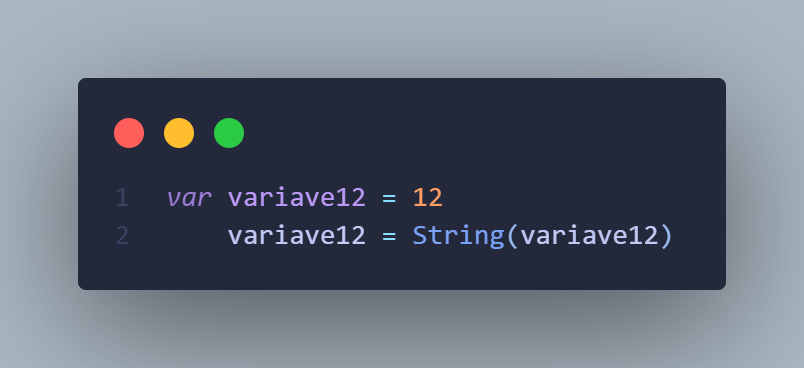 1 var variave12 = 12
2 variave12 = String(variave12)